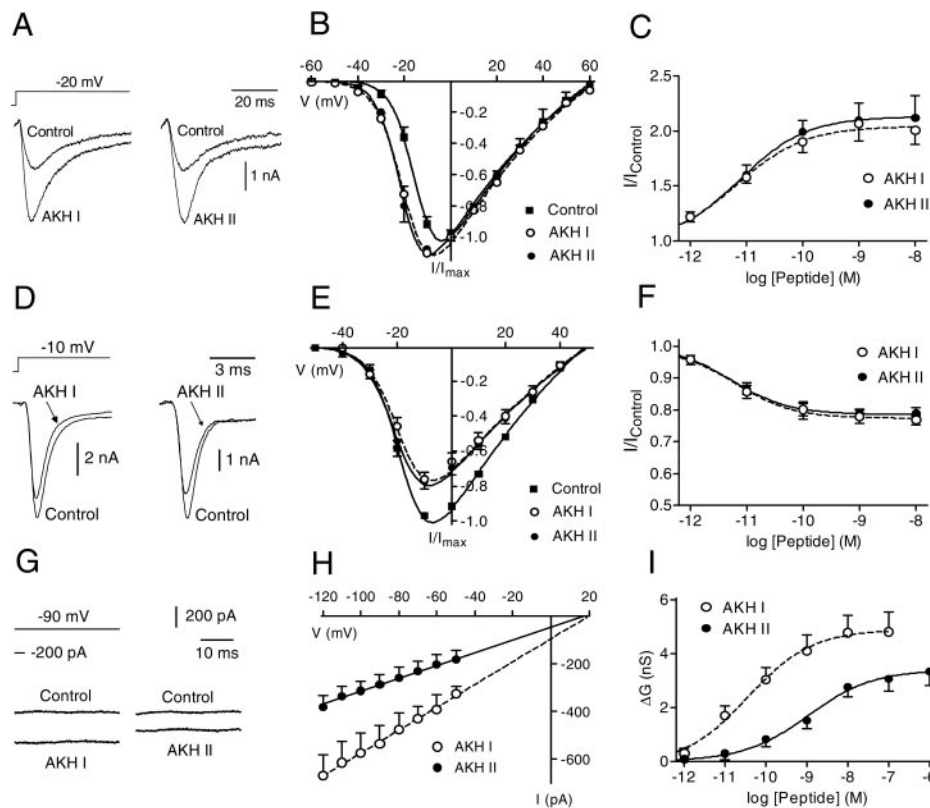 A
-20 mV
20 ms
Control
Control
1 nA
AKH I
AKH II
B
-60 -40 -20 0 20 40 60
V (mV)
-0.2
-0.4
-0.6
-0.8
-1.0
I/Imax
Control
AKH I
AKH II
C
2.5
2.0
1.5
1.0
I/IControl
AKH I
AKH II
-12 -11 -10 -9 -8
log [Peptide] (M)
D
-10 mV
3 ms
AKH I
AKH II
2 nA
1 nA
Control
Control
E
-40 -20 0 20 40
V (mV)
-0.2
-0.4
-0.6
-0.8
-1.0
I/Imax
Control
AKH I
AKH II
F
1.0
0.9
0.8
0.7
0.6
0.5
I/IControl
AKH I
AKH II
-12 -11 -10 -9 -8
log [Peptide] (M)
G
-90 mV
200 pA
-200 pA
10 ms
Control
Control
AKH I
AKH II
H
-120 -100 -80 -60 -40 -20 0 20
V (mV)
-200
-400
-600
AKH I
AKH II
I (pA)
I
6
4
2
0
ΔG (nS)
AKH I
AKH II
-12 -11 -10 -9 -8 -7 -6
log [Peptide] (M)